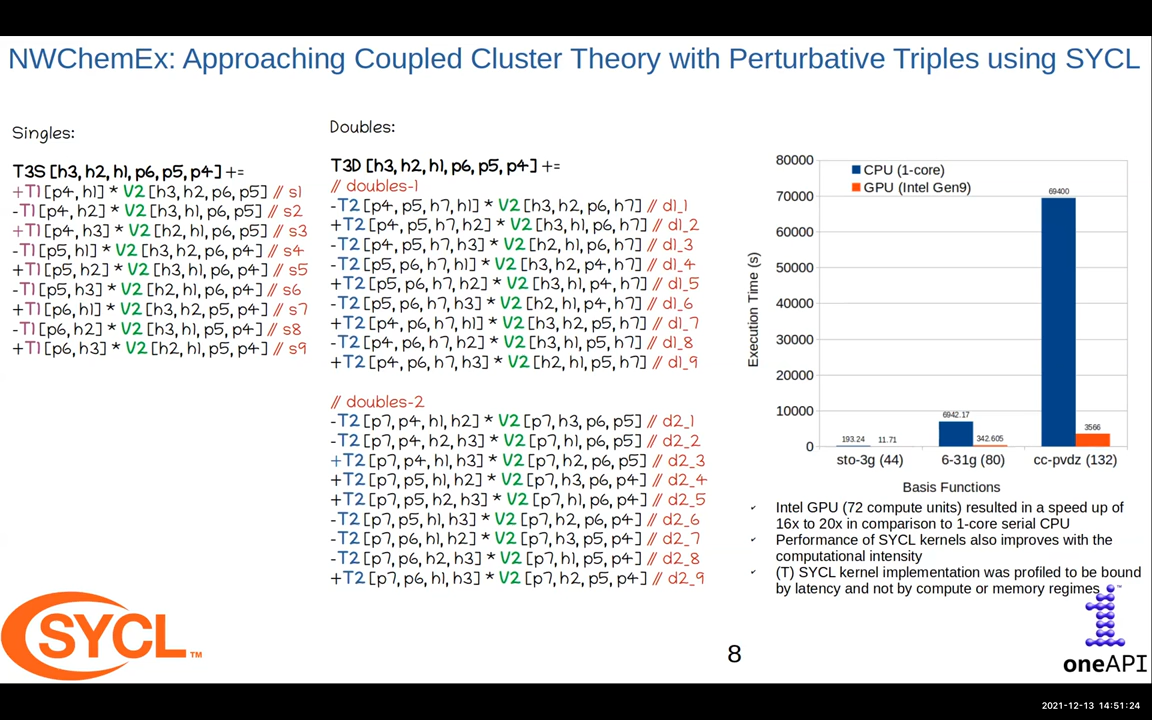 NWChemEx: Approaching Coupled Cluster Theory with Perturbative Triples using SYCL
Singles:
T3S [h3, h2, h1, p6, p5, p4] +=
+T1 [p4, h1] * V2 [h3, h2, p6, p5] // s1
-T1 [p4, h2] * V2 [h3, h1, p6, p5] // s2
+T1 [p4, h3] * V2 [h2, h1, p6, p5] // s3
-T1 [p5, h1] * V2 [h3, h2, p6, p4] // s4
+T1 [p5, h2] * V2 [h3, h1, p6, p4] // s5
-T1 [p5, h3] * V2 [h2, h1, p6, p4] // s6
+T1 [p6, h1] * V2 [h3, h2, p5, p4] // s7
-T1 [p6, h2] * V2 [h3, h1, p5, p4] // s8
+T1 [p6, h3] * V2 [h2, h1, p5, p4] // s9
Doubles:
T3D [h3, h2, h1, p6, p5, p4] +=
// doubles-1
-T2 [p4, p5, h7, h1] * V2 [h3, h2, p6, h7] // d1_1
+T2 [p4, p5, h7, h2] * V2 [h3, h1, p6, h7] // d1_2
-T2 [p4, p5, h7, h3] * V2 [h2, h1, p6, h7] // d1_3
-T2 [p5, p6, h7, h1] * V2 [h3, h2, p4, h7] // d1_4
+T2 [p5, p6, h7, h2] * V2 [h3, h1, p4, h7] // d1_5
-T2 [p5, p6, h7, h3] * V2 [h2, h1, p4, h7] // d1_6
+T2 [p4, p6, h7, h1] * V2 [h3, h2, p5, h7] // d1_7
-T2 [p4, p6, h7, h2] * V2 [h3, h1, p5, h7] // d1_8
+T2 [p4, p6, h7, h3] * V2 [h2, h1, p5, h7] // d1_9
// doubles-2
-T2 [p7, p4, h1, h2] * V2 [p7, h3, p6, p5] // d2_1
-T2 [p7, p4, h2, h3] * V2 [p7, h1, p6, p5] // d2_2
+T2 [p7, p4, h1, h3] * V2 [p7, h2, p6, p5] // d2_3
+T2 [p7, p5, h1, h2] * V2 [p7, h3, p6, p4] // d2_4
+T2 [p7, p5, h2, h3] * V2 [p7, h1, p6, p4] // d2_5
-T2 [p7, p5, h1, h3] * V2 [p7, h2, p6, p4] // d2_6
-T2 [p7, p6, h1, h2] * V2 [p7, h3, p5, p4] // d2_7
-T2 [p7, p6, h2, h3] * V2 [p7, h1, p5, p4] // d2_8
+T2 [p7, p6, h1, h3] * V2 [p7, h2, p5, p4] // d2_9
CPU (1-core)
GPU (Intel Gen9)
Execution Time (s)
80000
70000
60000
50000
40000
30000
20000
10000
0
193.24 11.71
6942.17
342.605
69400
3566
sto-3g (44) 6-31g (80) cc-pvdz (132)
Basis Functions
✓ Intel GPU (72 compute units) resulted in a speed up of
16x to 20x in comparison to 1-core serial CPU
✓ Performance of SYCL kernels also improves with the
computational intensity
✓ (T) SYCL kernel implementation was profiled to be bound
by latency and not by compute or memory regimes
SYCL™
8
oneAPI
2021-12-13 14:51:24